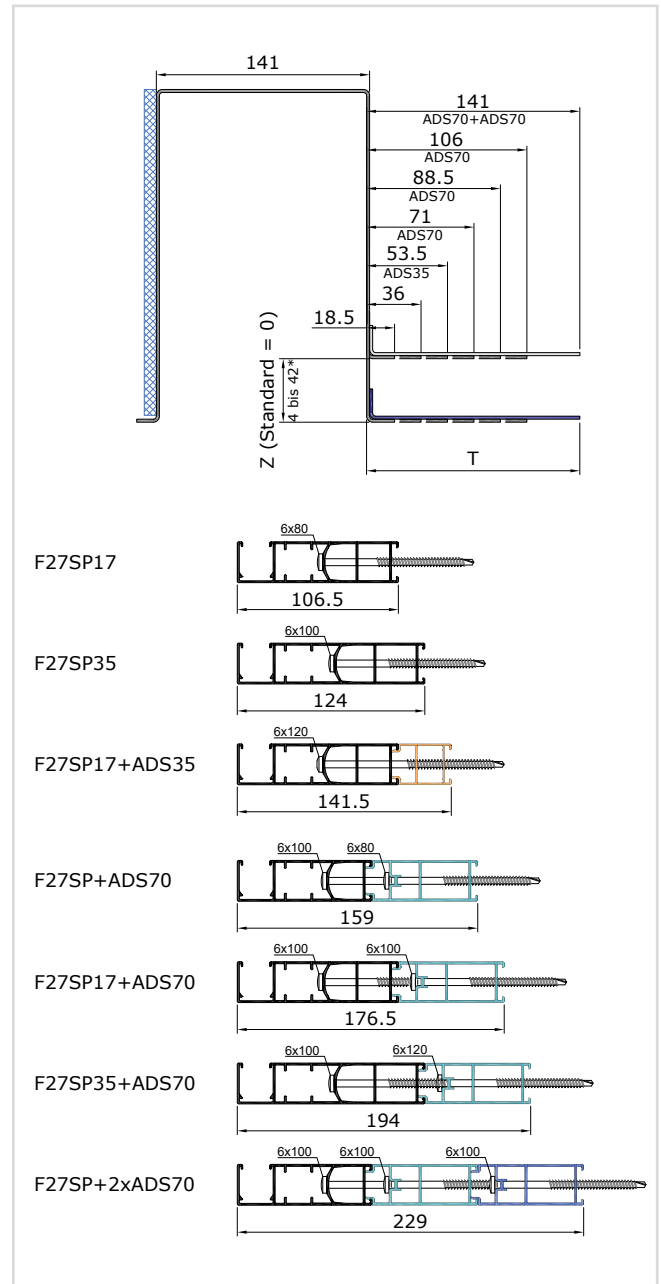 141
141
ADS70+ADS70
106
ADS70
88.5
ADS70
71
ADS70
53.5
ADS35
36
18.5
Z (Standard = 0)
4 bis 42*
T
F27SP17
6x80
106.5
F27SP35
6x100
124
F27SP17+ADS35
6x120
141.5
F27SP+ADS70
6x100 6x80
159
F27SP17+ADS70
6x100 6x100
176.5
F27SP35+ADS70
6x100 6x120
194
F27SP+2xADS70
6x100 6x100 6x100
229